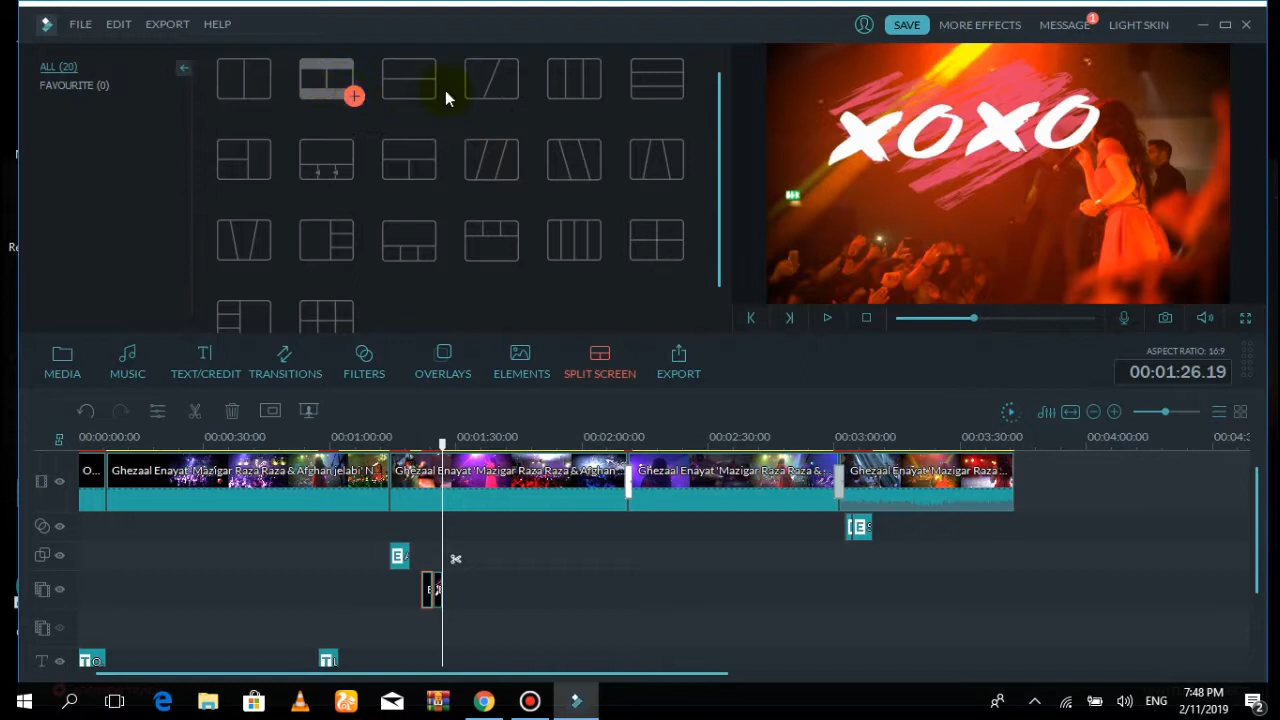 FILE EDIT EXPORT HELP
SAVE MORE EFFECTS MESSAGE 1 LIGHT SKIN
ALL (20)
FAVOURITE (0)
XOXO
MEDIA MUSIC TEXT/CREDIT TRANSITIONS FILTERS OVERLAYS ELEMENTS SPLIT SCREEN EXPORT
ASPECT RATIO: 16:9
00:01:26.19
00:00:00:00 00:00:30:00 00:01:00:00 00:01:30:00 00:02:00:00 00:02:30:00 00:03:00:00 00:03:30:00 00:04:00:00
O... Ghezaal Enayat 'Mazigar Raza Raza & Afghan jelabi' N... Ghezaal Enayat 'Mazigar Raza Raza & Afghan... Ghezaal Enayat 'Mazigar Raza Raza &... Ghezaal Enayat 'Mazigar Raza Raza...
7:48 PM
ENG
2/11/2019
2